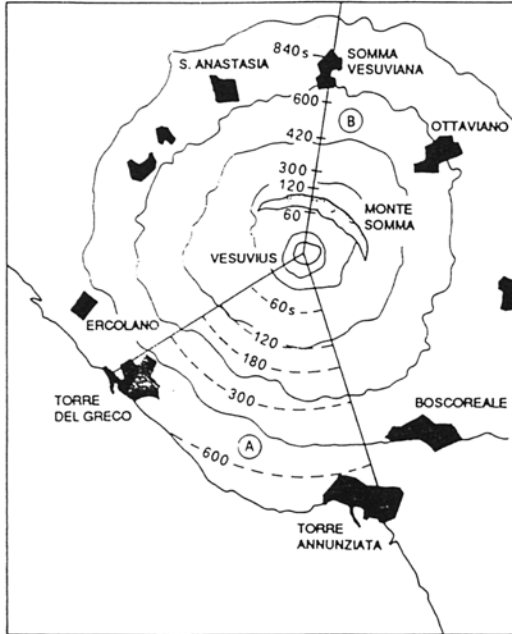 840s
SOMMA
VESUVIANA
S. ANASTASIA
600
B
OTTAVIANO
420
300
120
60
MONTE
SOMMA
VESUVIUS
60s
ERCOLANO
120
180
300
TORRE
DEL GRECO
BOSCOREALE
A
600
TORRE
ANNUNZIATA